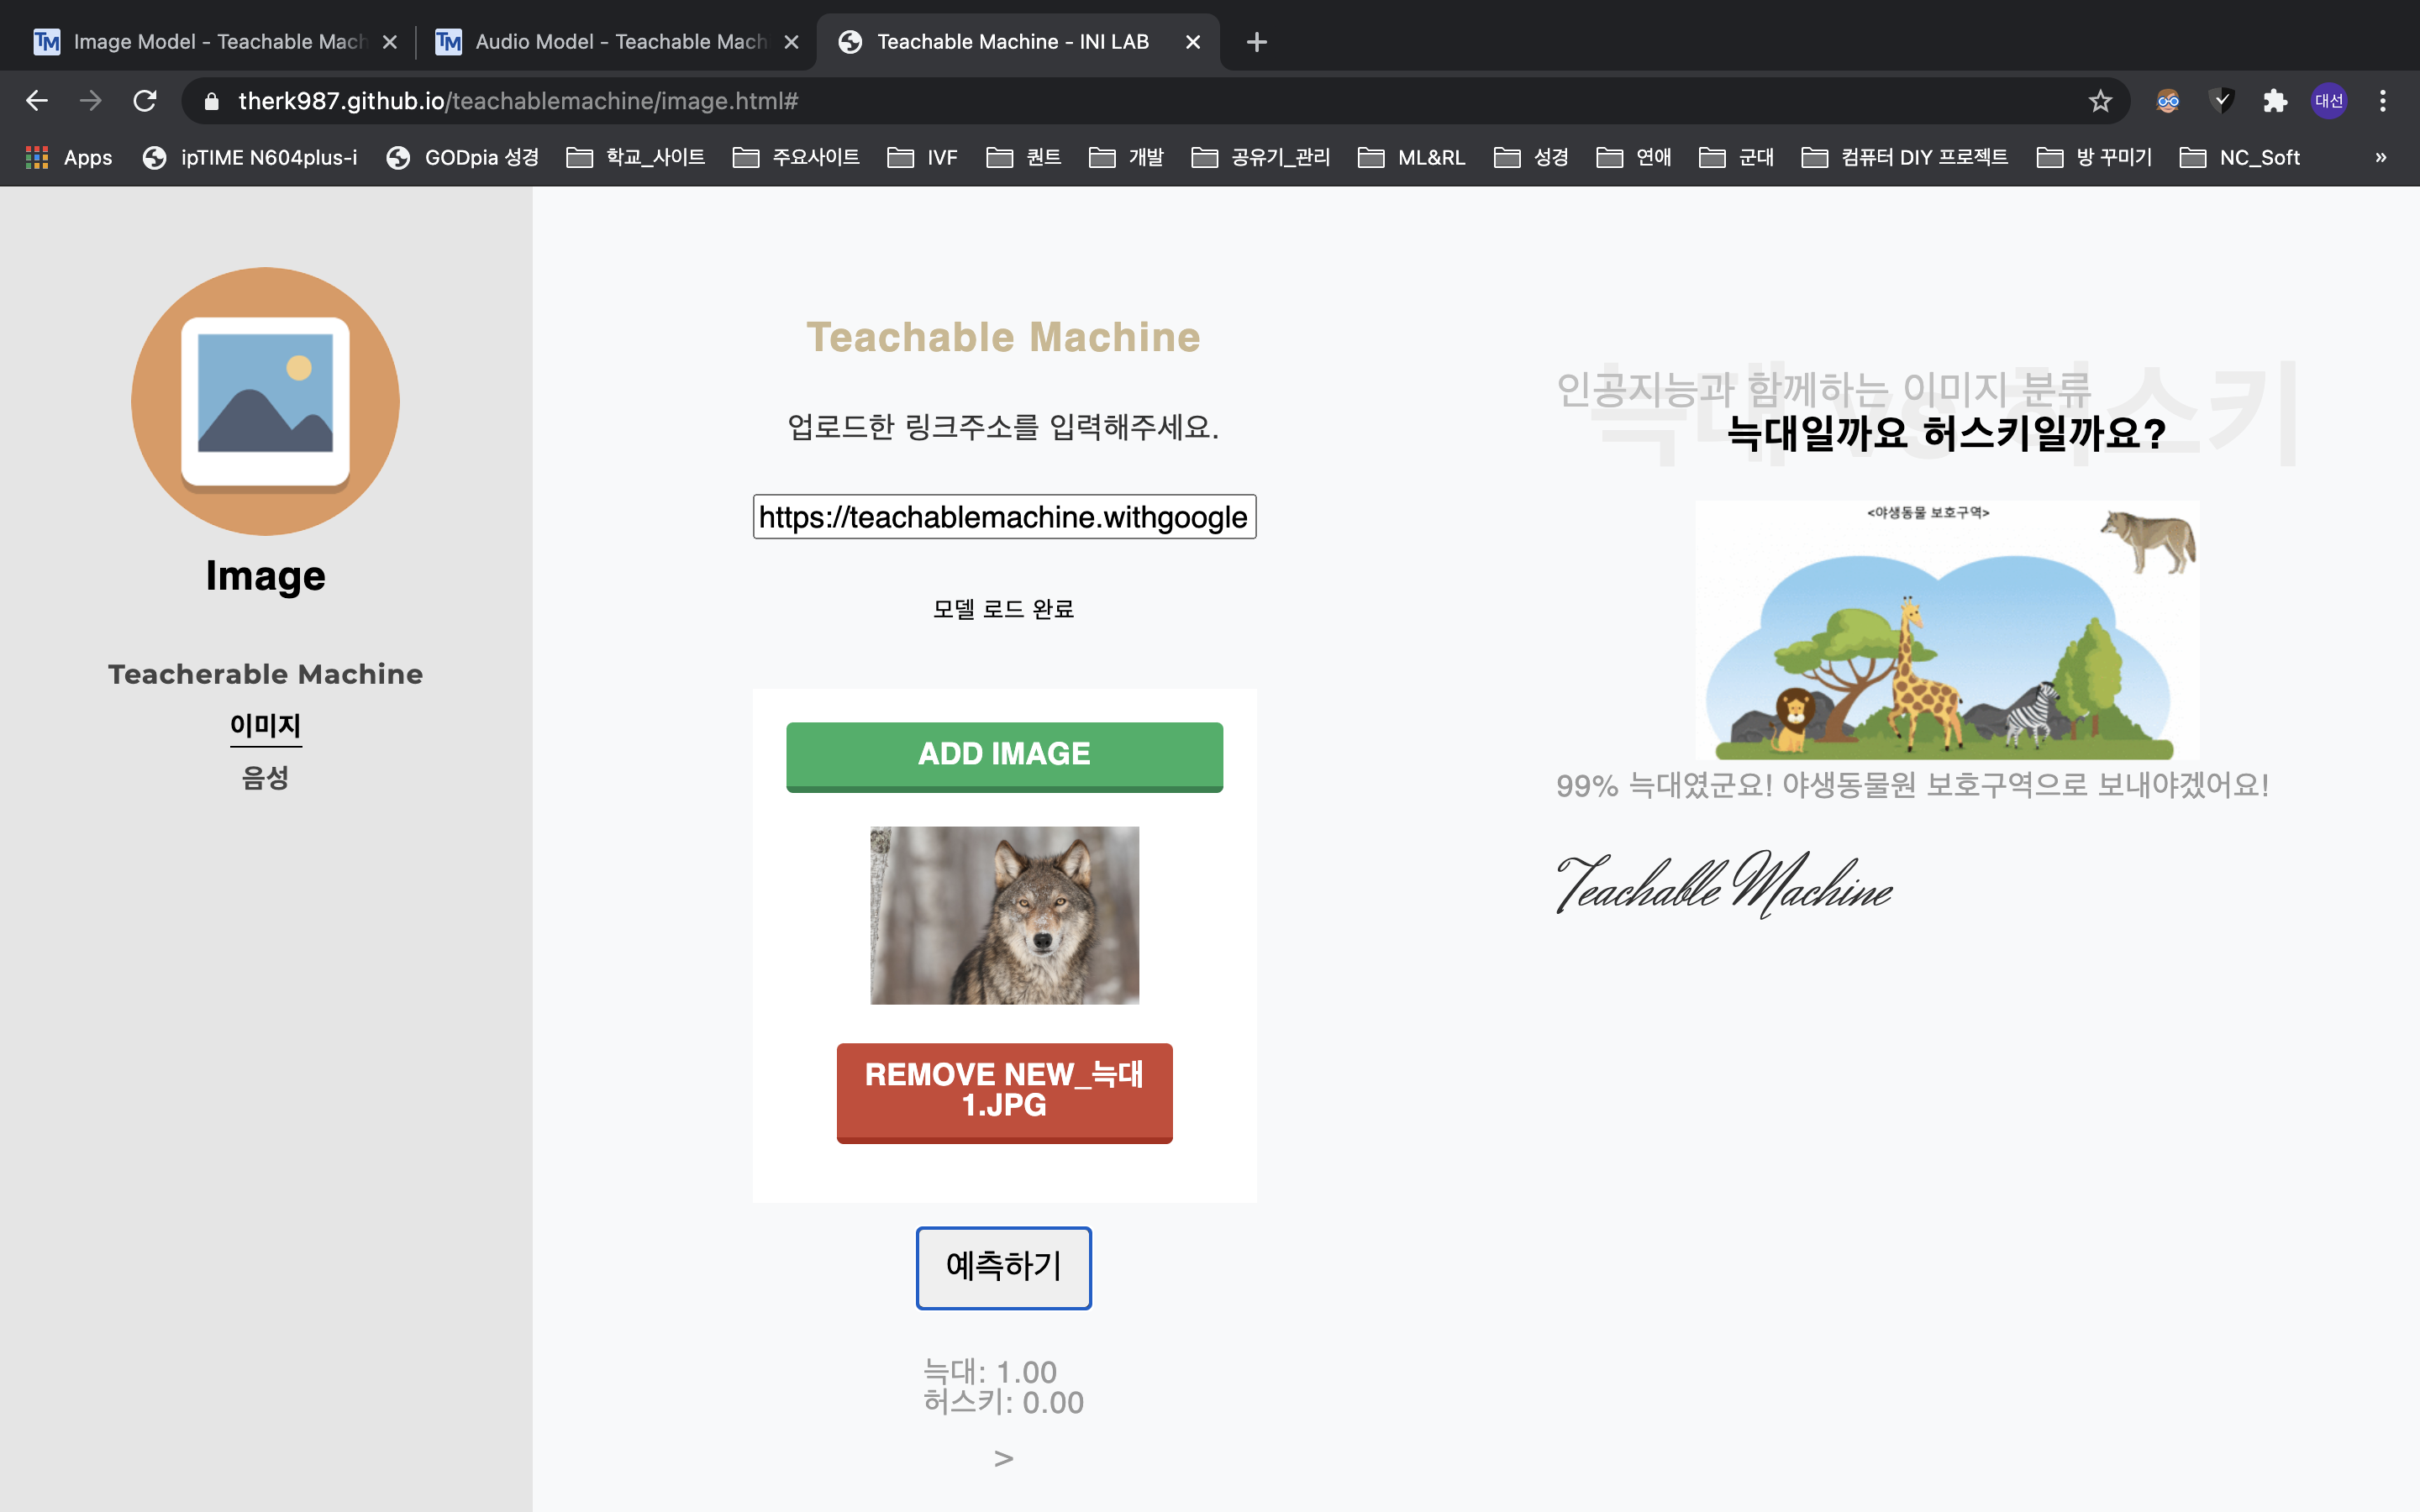 Image Model - Teachable Mach
Audio Model - Teachable Mach
Teachable Machine - INI LAB
therk987.github.io/teachablemachine/image.html#
대선
Apps
ipTIME N604plus-i
GODpia 성경
학교_사이트
주요사이트
IVF
퀀트
개발
공유기_관리
ML&RL
성경
연애
군대
컴퓨터 DIY 프로젝트
방 꾸미기
NC_Soft
»
Image
Teacherable Machine
이미지
음성
Teachable Machine
업로드한 링크주소를 입력해주세요.
https://teachablemachine.withgoogle
모델 로드 완료
ADD IMAGE
REMOVE NEW_늑대
1.JPG
예측하기
늑대: 1.00
허스키: 0.00
>
늑대 vs 허스키
인공지능과 함께하는 이미지 분류
늑대일까요 허스키일까요?
<야생동물 보호구역>
99% 늑대였군요! 야생동물원 보호구역으로 보내야겠어요!
Teachable Machine